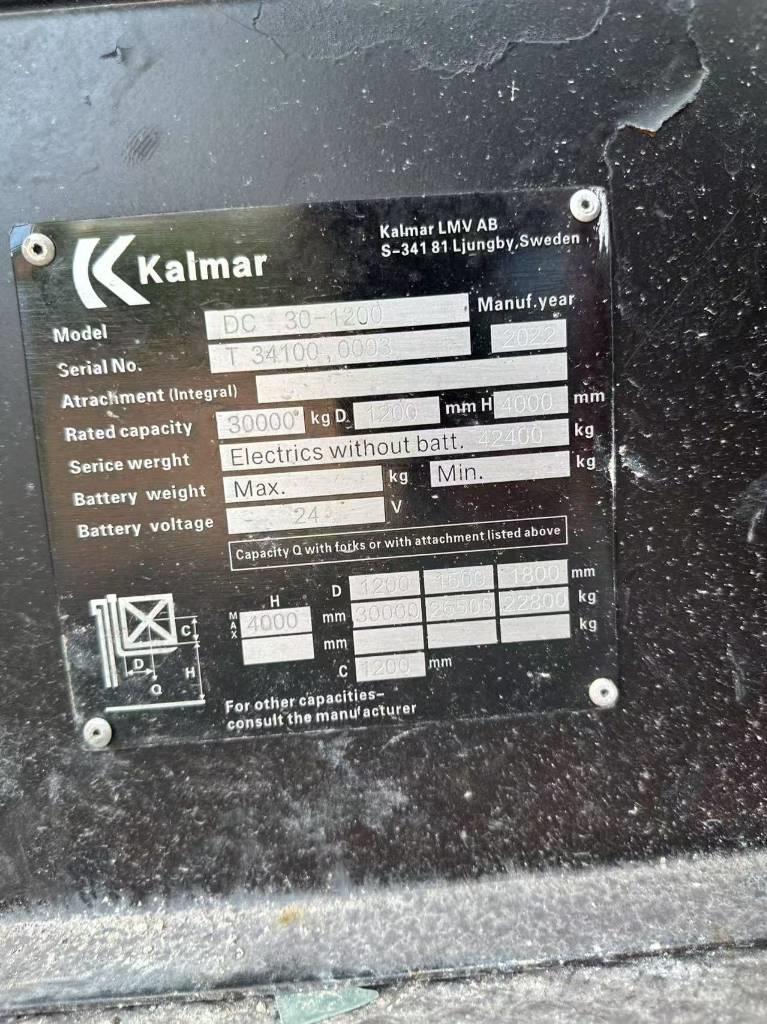 Kalmar LMV AB
S-341 81 Ljungby, Sweden
Kalmar
Manuf. year
Model DC 30-1200
2022
Serial No. T 34100,0003
Atrachment (Integral)
Rated capacity 30000 kg D. 1200 mm H 4000 mm
Serice werght Electrics without batt. 42400 kg
Battery weight Max. kg Min. kg
Battery voltage 24 V
Capacity Q with forks or with attachment listed above
H D 1200 1500 1800 mm
MAX 4000 mm 30000 26500 22800 kg
mm kg
C 1200 mm
C
D
H
Q
For other capacities-
consult the manufacturer